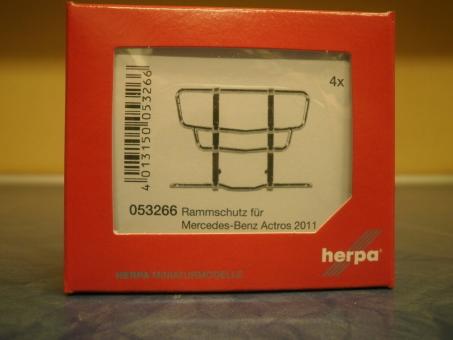 4x
4 013150 053266
053266 Rammschutz für
Mercedes-Benz Actros 2011
herpa
HERPA MINIATURMODELLE